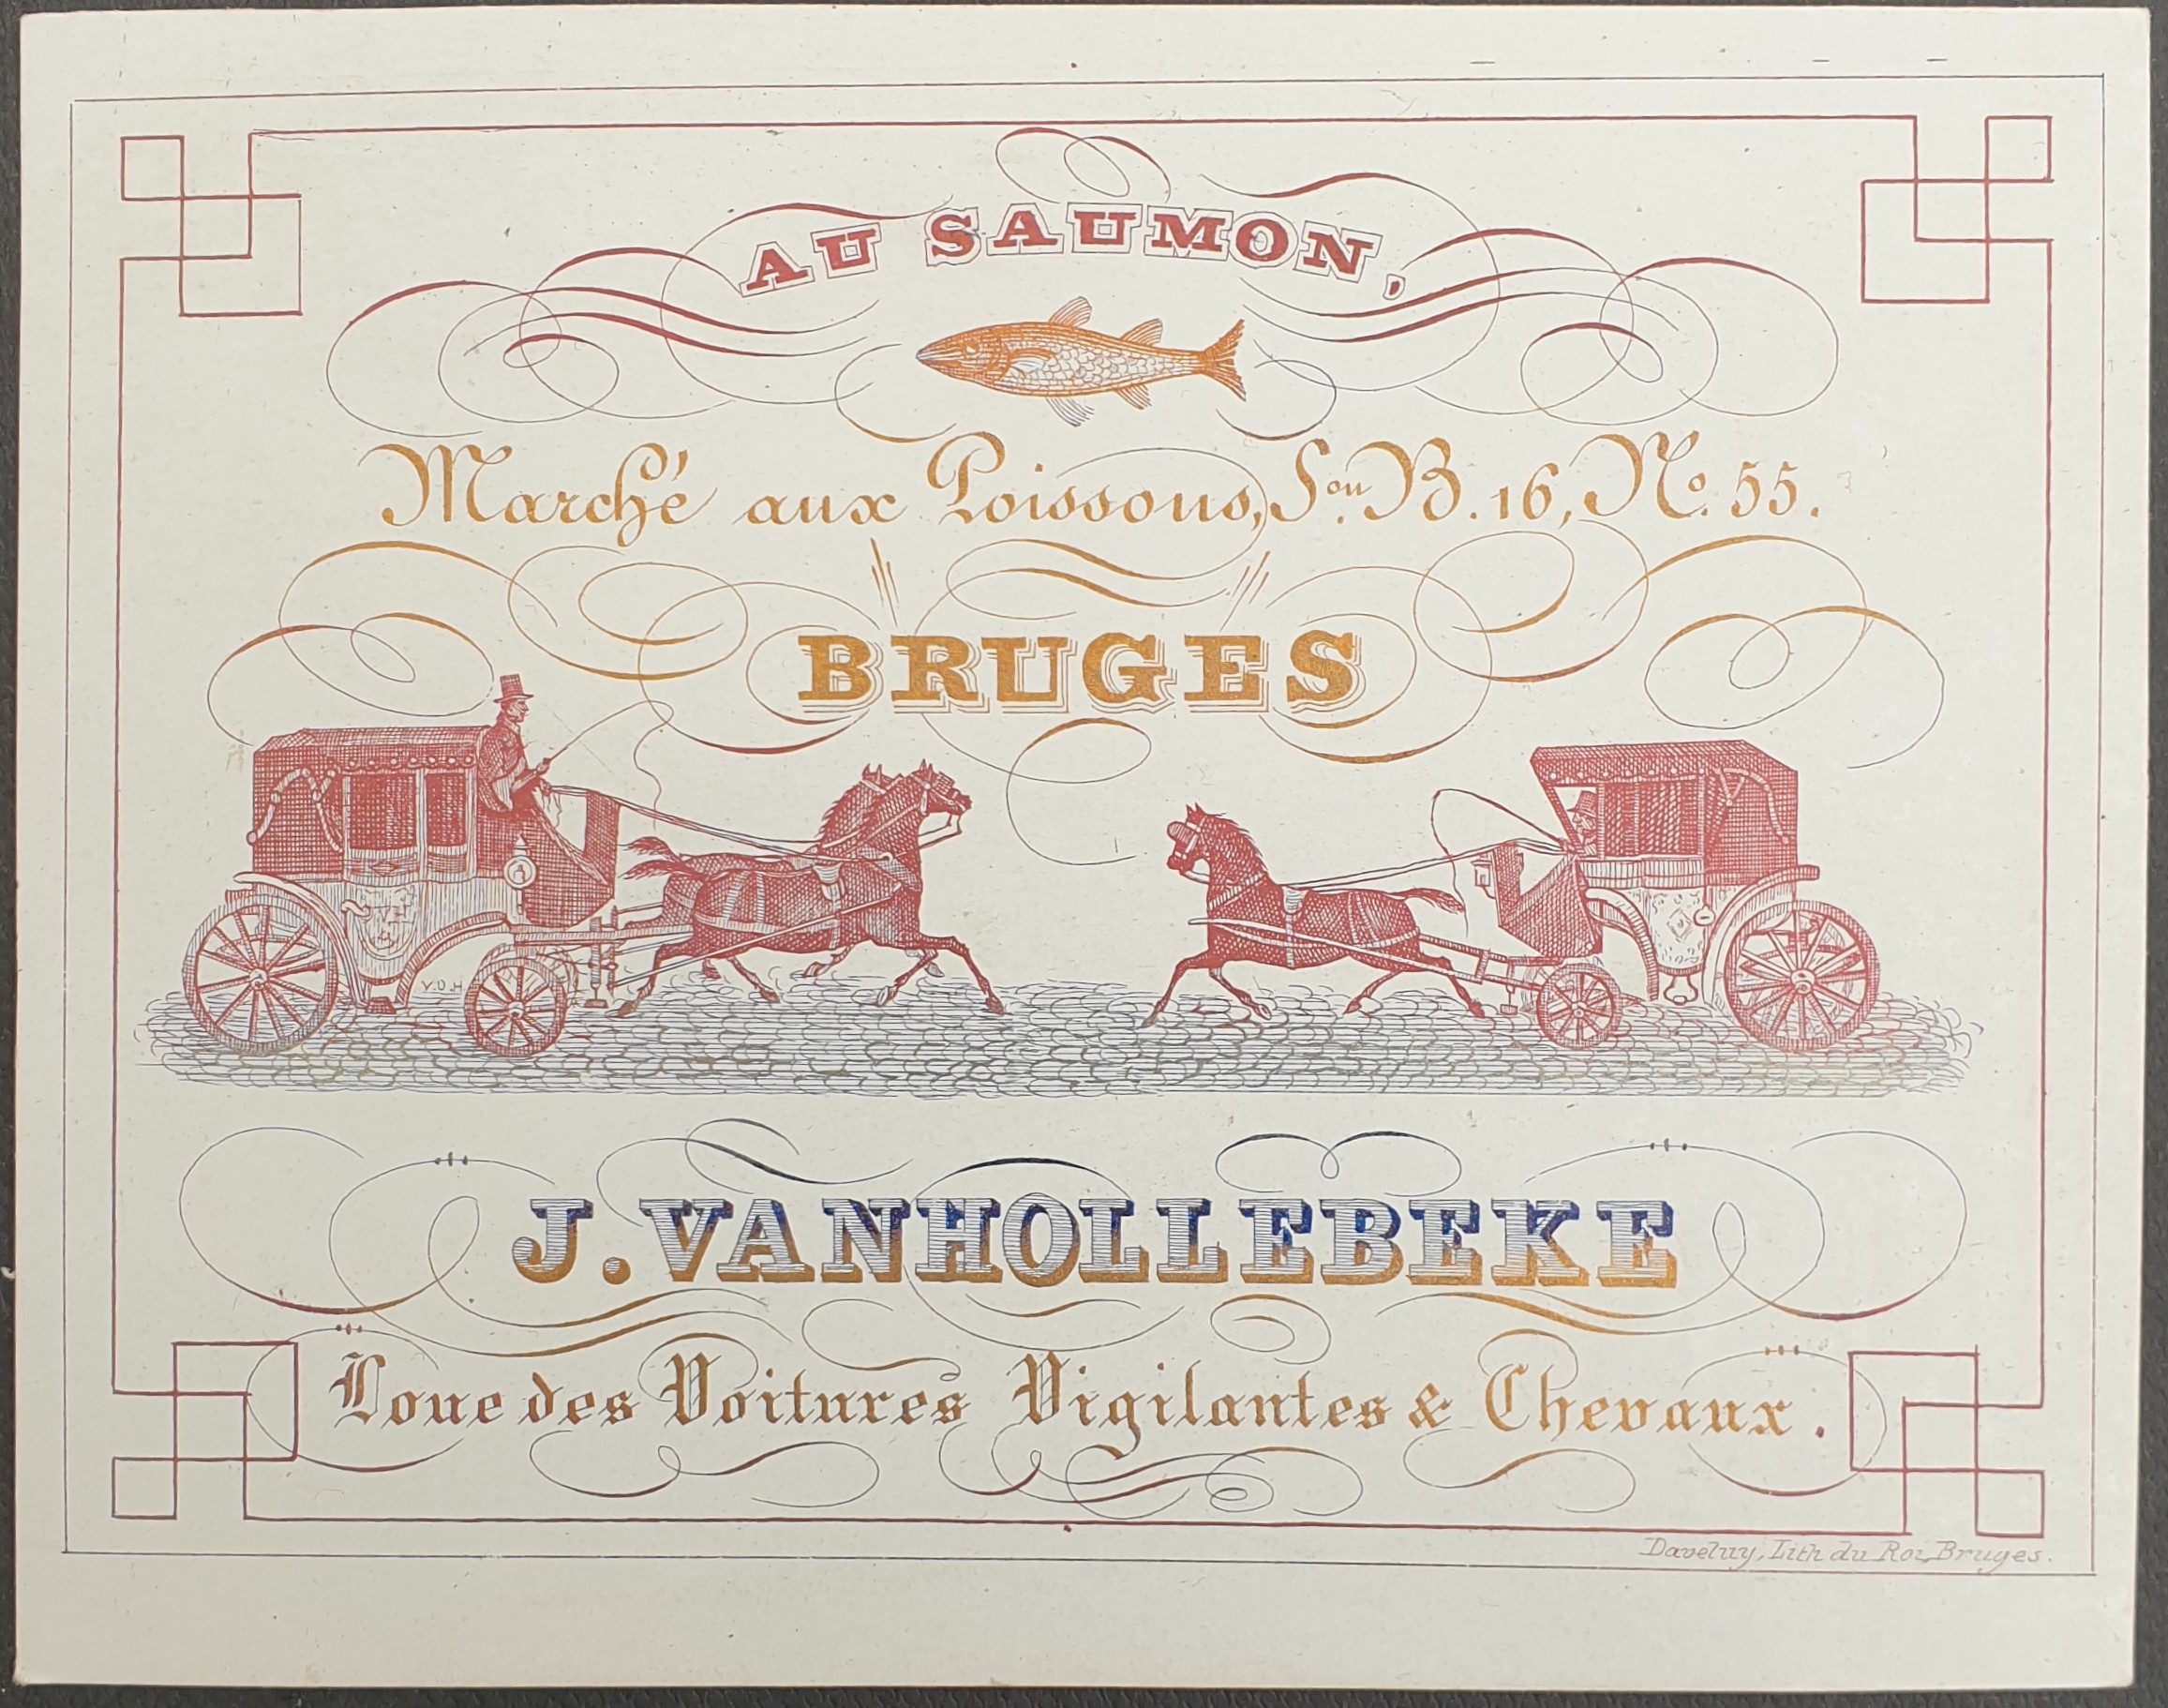 AU SAUMON,
Marché aux Poissons, Son. B. 16, No. 55.
BRUGES
V.D.H.
J. VANHOLLEBEKE
Loue des Voitures Vigilantes & Chevaux.
Daveluy, Lith du Roi, Bruges.